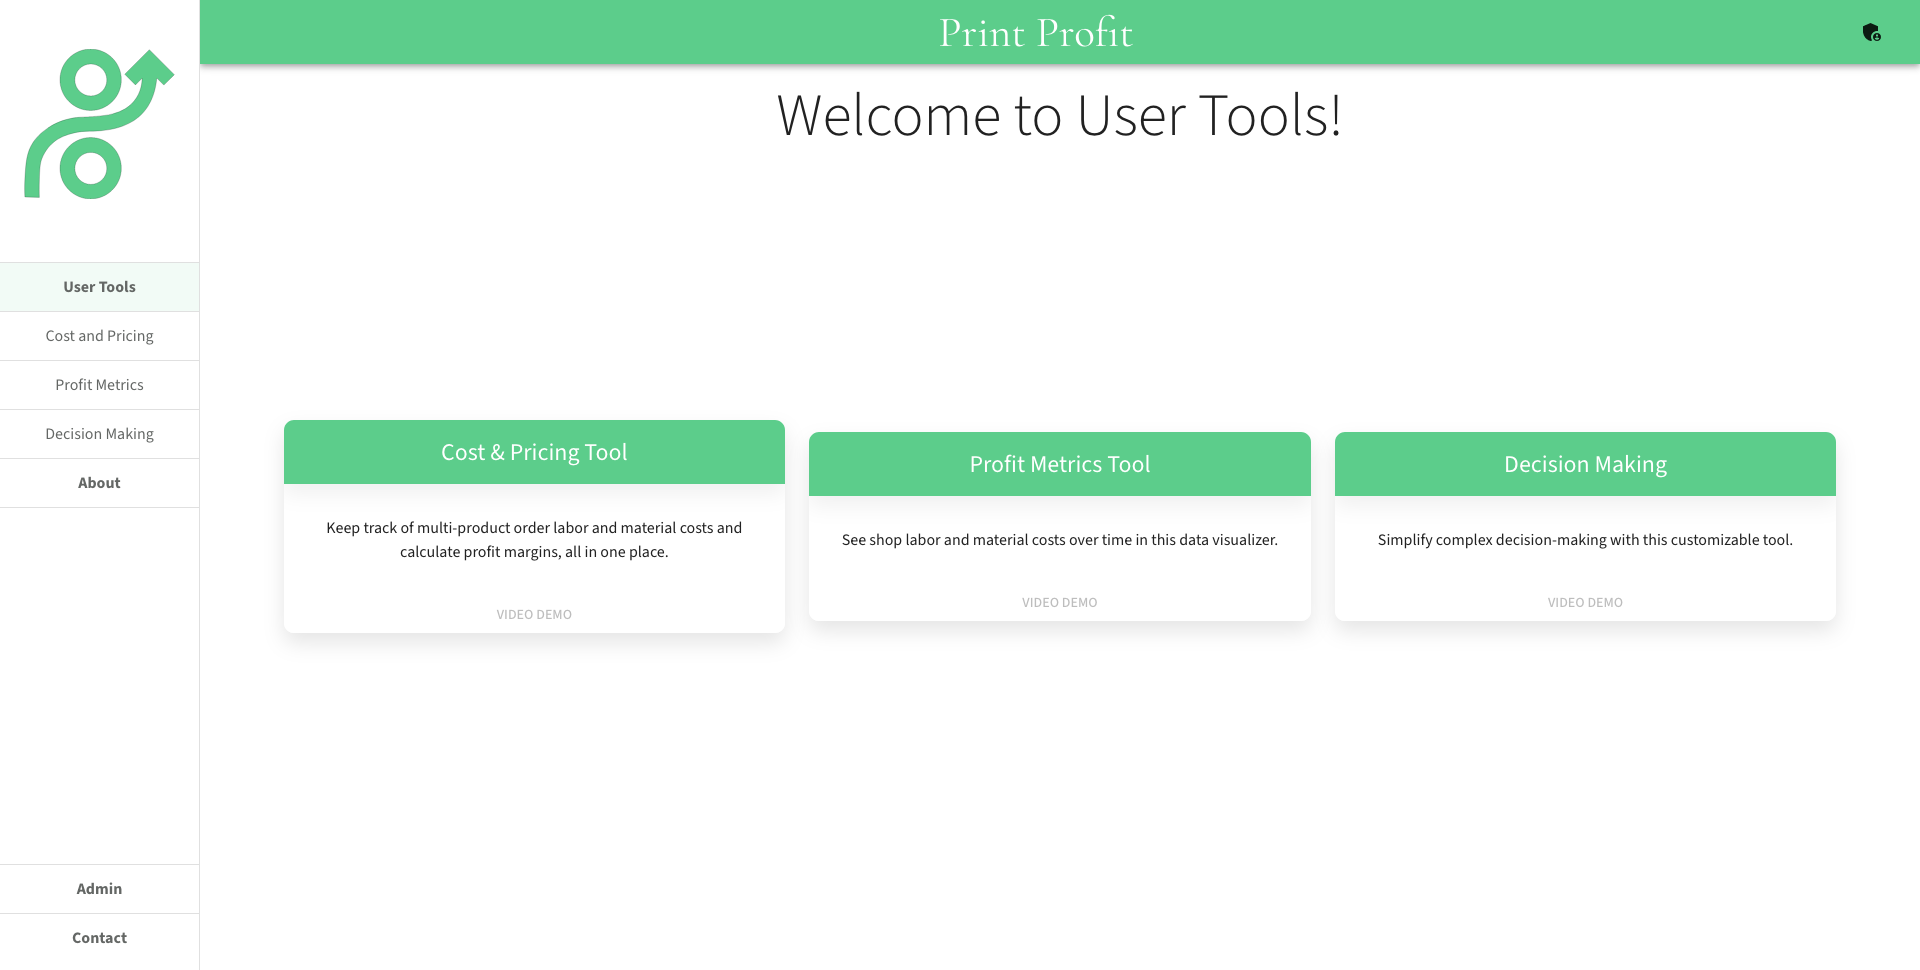 Print Profit
Welcome to User Tools!
User Tools
Cost and Pricing
Profit Metrics
Decision Making
About
Admin
Contact
Cost & Pricing Tool
Keep track of multi-product order labor and material costs and
calculate profit margins, all in one place.
VIDEO DEMO
Profit Metrics Tool
See shop labor and material costs over time in this data visualizer.
VIDEO DEMO
Decision Making
Simplify complex decision-making with this customizable tool.
VIDEO DEMO